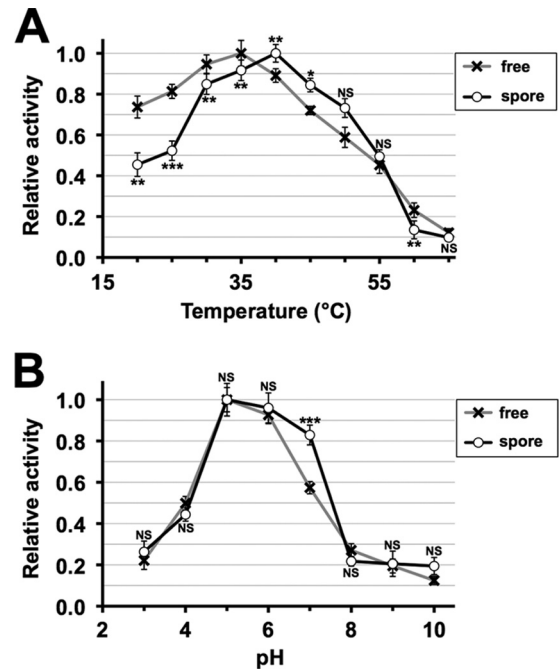 A
**
1.0
0.8
0.6
0.4
0.2
0.0
Relative activity
** ** *
NS
NS
** *** ** NS
15 35 55
Temperature (°C)
free
spore
B
NS NS
***
1.0
0.8
0.6
0.4
0.2
0.0
Relative activity
NS NS NS NS NS
2 4 6 8 10
pH
free
spore